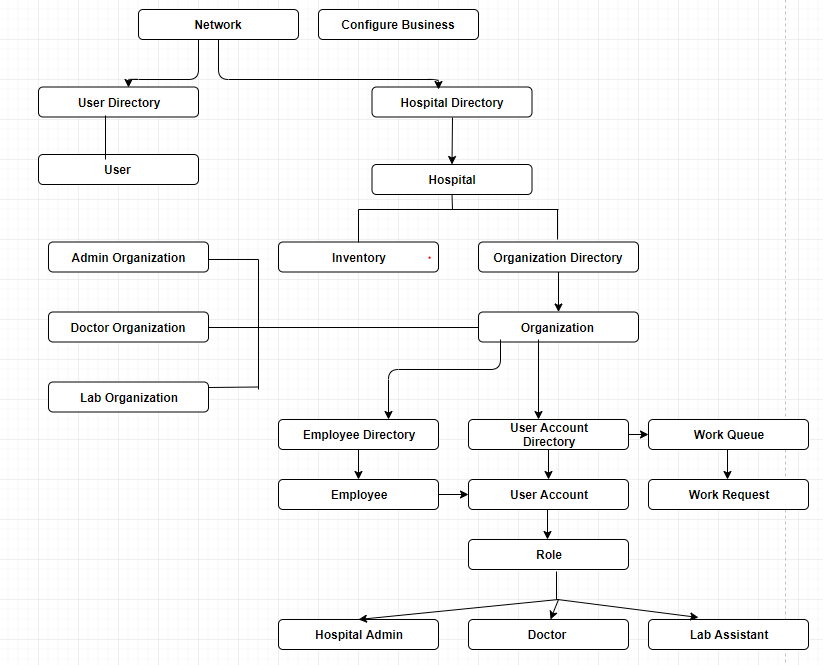 Network
Configure Business
User Directory
Hospital Directory
User
Hospital
Admin Organization
Inventory
Organization Directory
Doctor Organization
Organization
Lab Organization
Employee Directory
User Account
Directory
Work Queue
Employee
User Account
Work Request
Role
Hospital Admin
Doctor
Lab Assistant